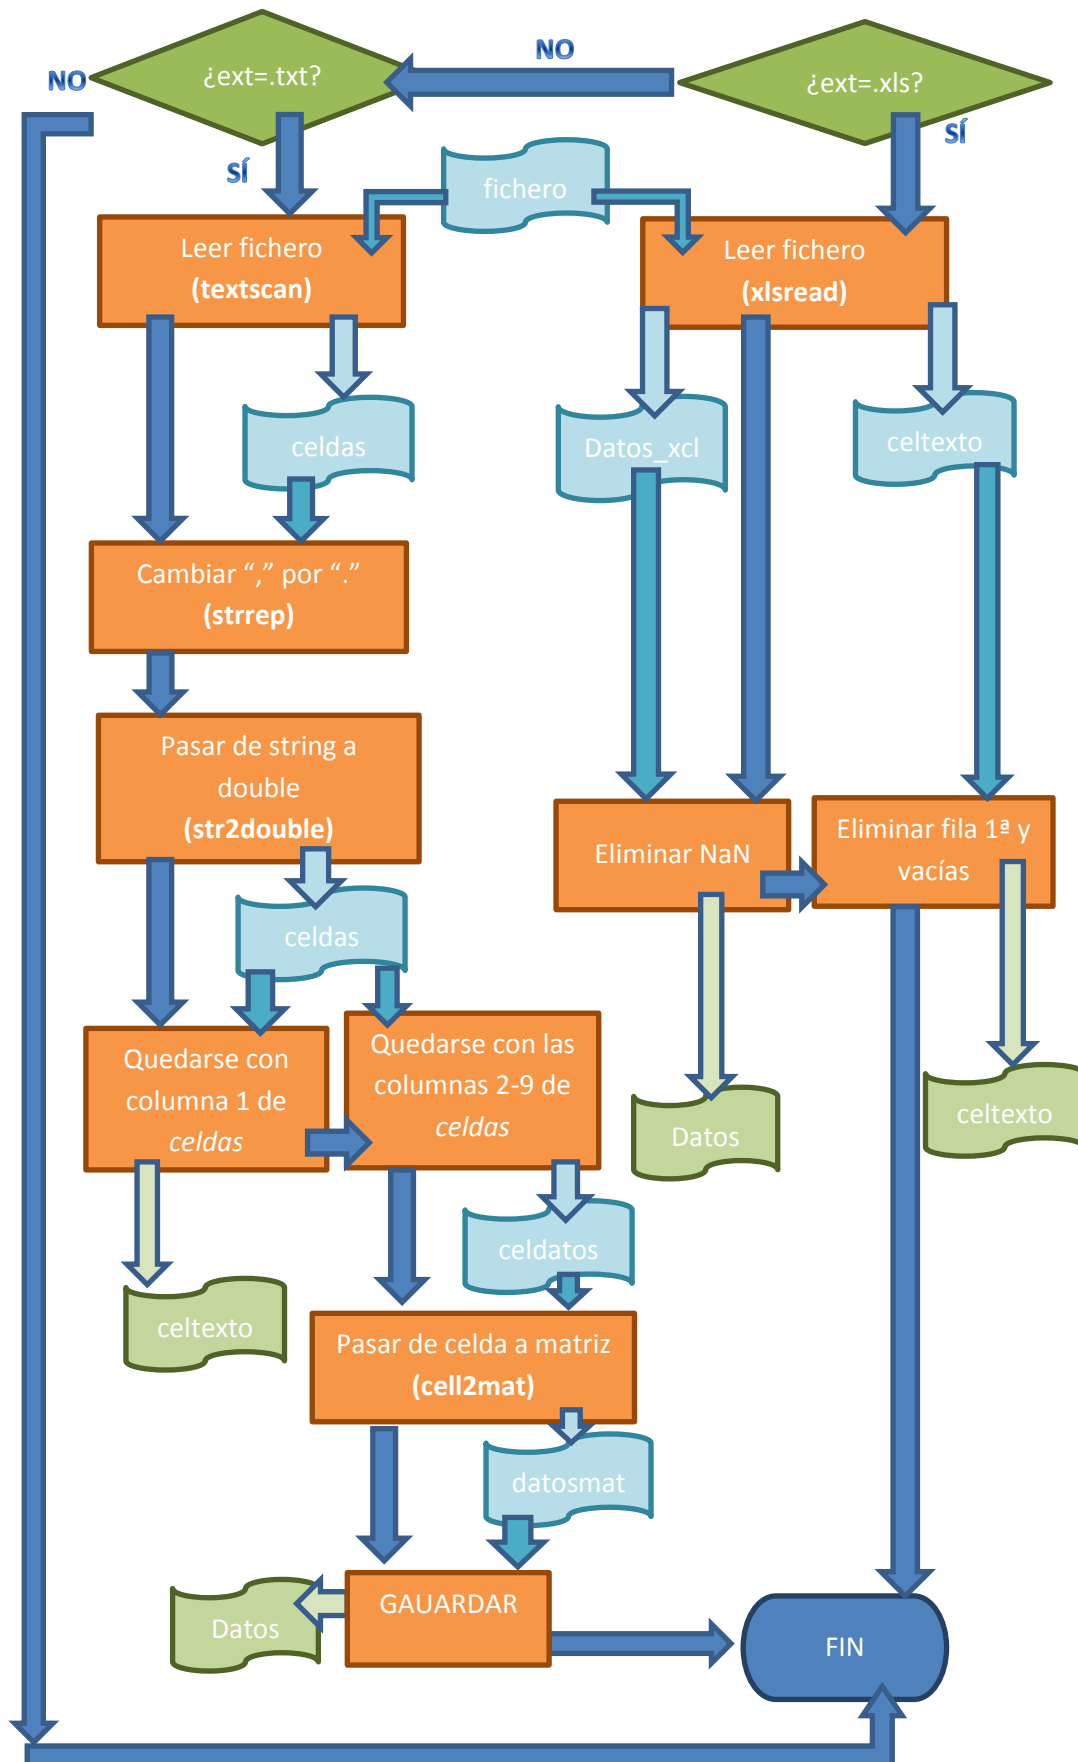 NO
¿ext=.txt?
NO
¿ext=.xls?
SÍ
SÍ
fichero
Leer fichero
(textscan)
Leer fichero
(xlsread)
celdas
Datos_xcl
celtexto
Cambiar “,” por “.”
(strrep)
Pasar de string a
double
(str2double)
Eliminar NaN
Eliminar fila 1ª y
vacías
celdas
Quedarse con
columna 1 de
celdas
Quedarse con las
columnas 2-9 de
celdas
Datos
celtexto
celdatos
celtexto
Pasar de celda a matriz
(cell2mat)
datosmat
Datos
GAUARDAR
FIN